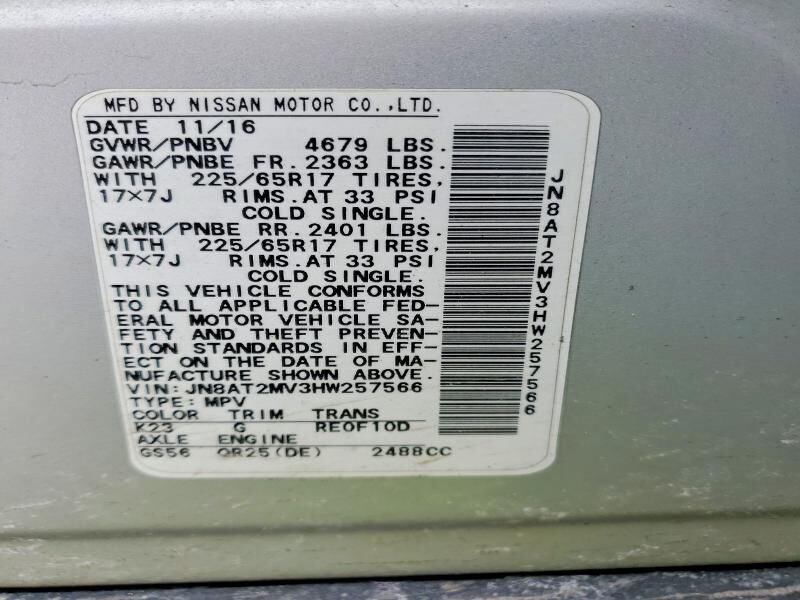 MFD BY NISSAN MOTOR CO.,LTD.
DATE 11/16
GVWR/PNBV 4679 LBS.
GAWR/PNBE FR.2363 LBS.
WITH 225/65R17 TIRES,
17×7J RIMS.AT 33 PSI
COLD SINGLE.
GAWR/PNBE RR.2401 LBS.
WITH 225/65R17 TIRES,
17×7J RIMS.AT 33 PSI
COLD SINGLE.
THIS VEHICLE CONFORMS
TO ALL APPLICABLE FED-
ERAL MOTOR VEHICLE SA-
FETY AND THEFT PREVEN-
TION STANDARDS IN EFF-
ECT ON THE DATE OF MA-
NUFACTURE SHOWN ABOVE.
VIN:JN8AT2MV3HW257566
TYPE:MPV
COLOR TRIM TRANS
K23 G RE0F10D
AXLE ENGINE
GS56 QR25(DE) 2488CC
JN8AT2MV3HW257566